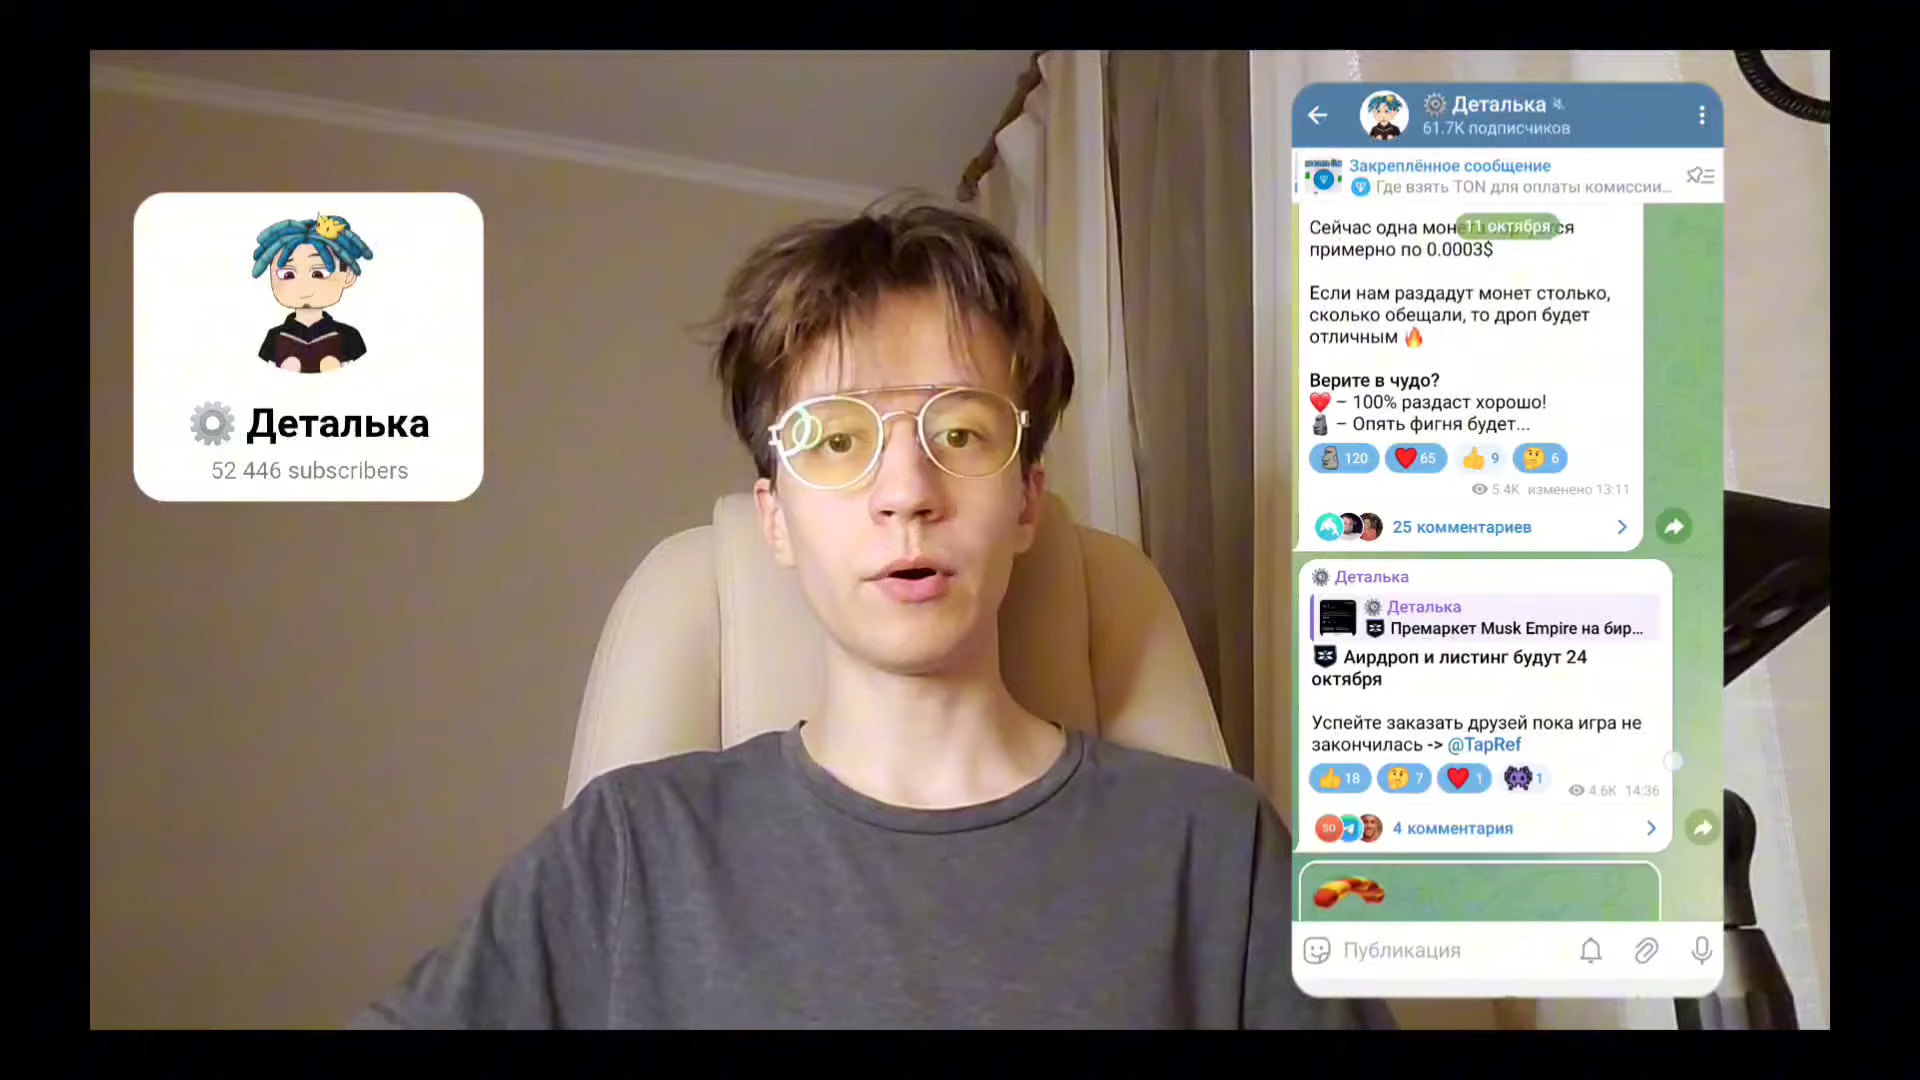 Деталька
52 446 subscribers
Деталька
61.7K подписчиков
Закреплённое сообщение
Где взять TON для оплаты комиссии...
11 октября
Сейчас одна мон
примерно по 0.0003$
Если нам раздадут монет столько,
сколько обещали, то дроп будет
отличным 🔥
Верите в чудо?
❤️ – 100% раздаст хорошо!
🗿 – Опять фигня будет...
🗿 120 ❤️ 65 👍 9 🤔 6
5.4K изменено 13:11
25 комментариев
Деталька
Деталька
Премаркет Musk Empire на бир...
Аирдроп и листинг будут 24
октября
Успейте заказать друзей пока игра не
закончилась -> @TapRef
👍 18 🤔 7 ❤️ 1 👾 1
4.6K 14:36
SO
4 комментария
Публикация